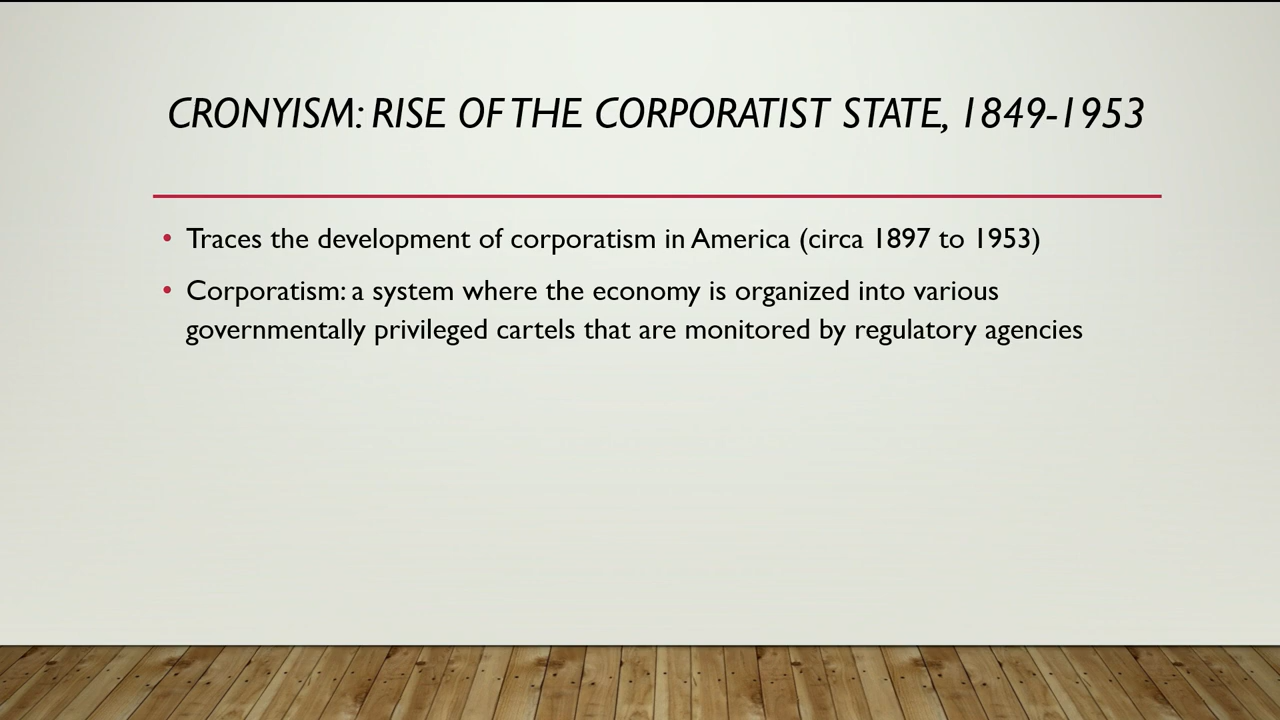 CRONYISM: RISE OF THE CORPORATIST STATE, 1849-1953
• Traces the development of corporatism in America (circa 1897 to 1953)
• Corporatism: a system where the economy is organized into various
governmentally privileged cartels that are monitored by regulatory agencies